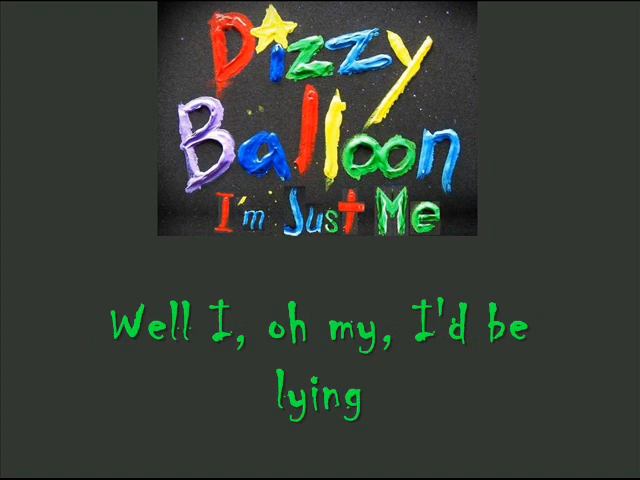 Dizzy
Balloon
I'm Just Me
Well I, oh my, I'd be
lying